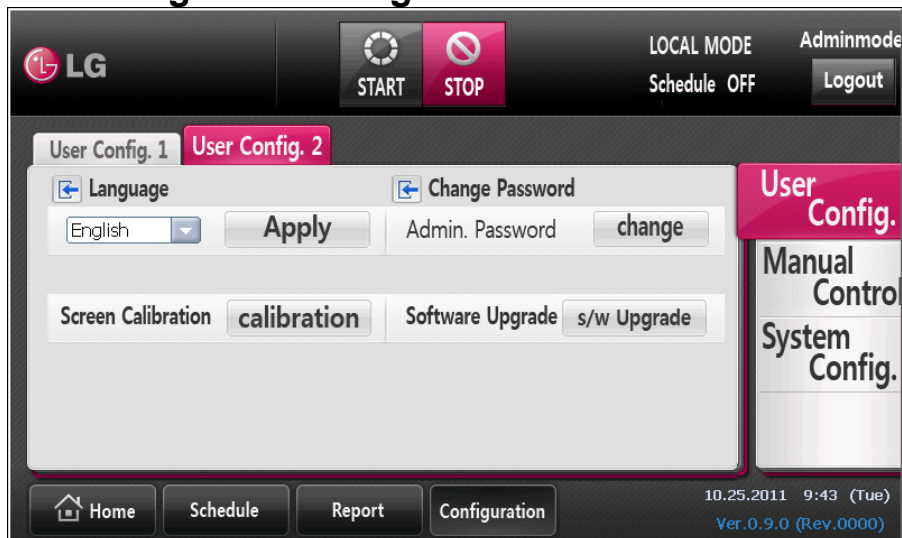 LG
START
STOP
LOCAL MODE
Schedule OFF
Adminmode
Logout
User Config. 1
User Config. 2
Language
English
Apply
Change Password
Admin. Password
change
Screen Calibration
calibration
Software Upgrade
s/w Upgrade
User
Config.
Manual
Control
System
Config.
Home
Schedule
Report
Configuration
10.25.2011 9:43 (Tue)
Ver.0.9.0 (Rev.0000)